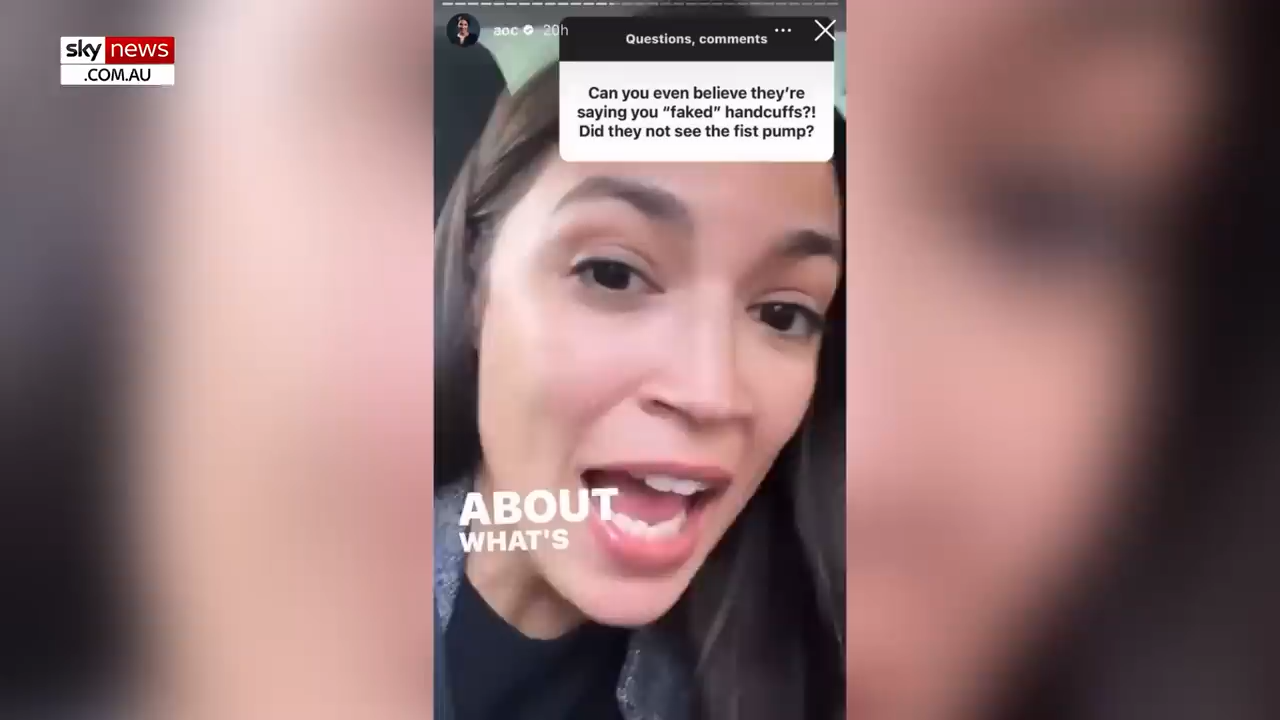 sky news
.COM.AU
aoc 20h
Questions, comments
Can you even believe they're
saying you “faked” handcuffs?!
Did they not see the fist pump?
ABOUT
WHAT'S